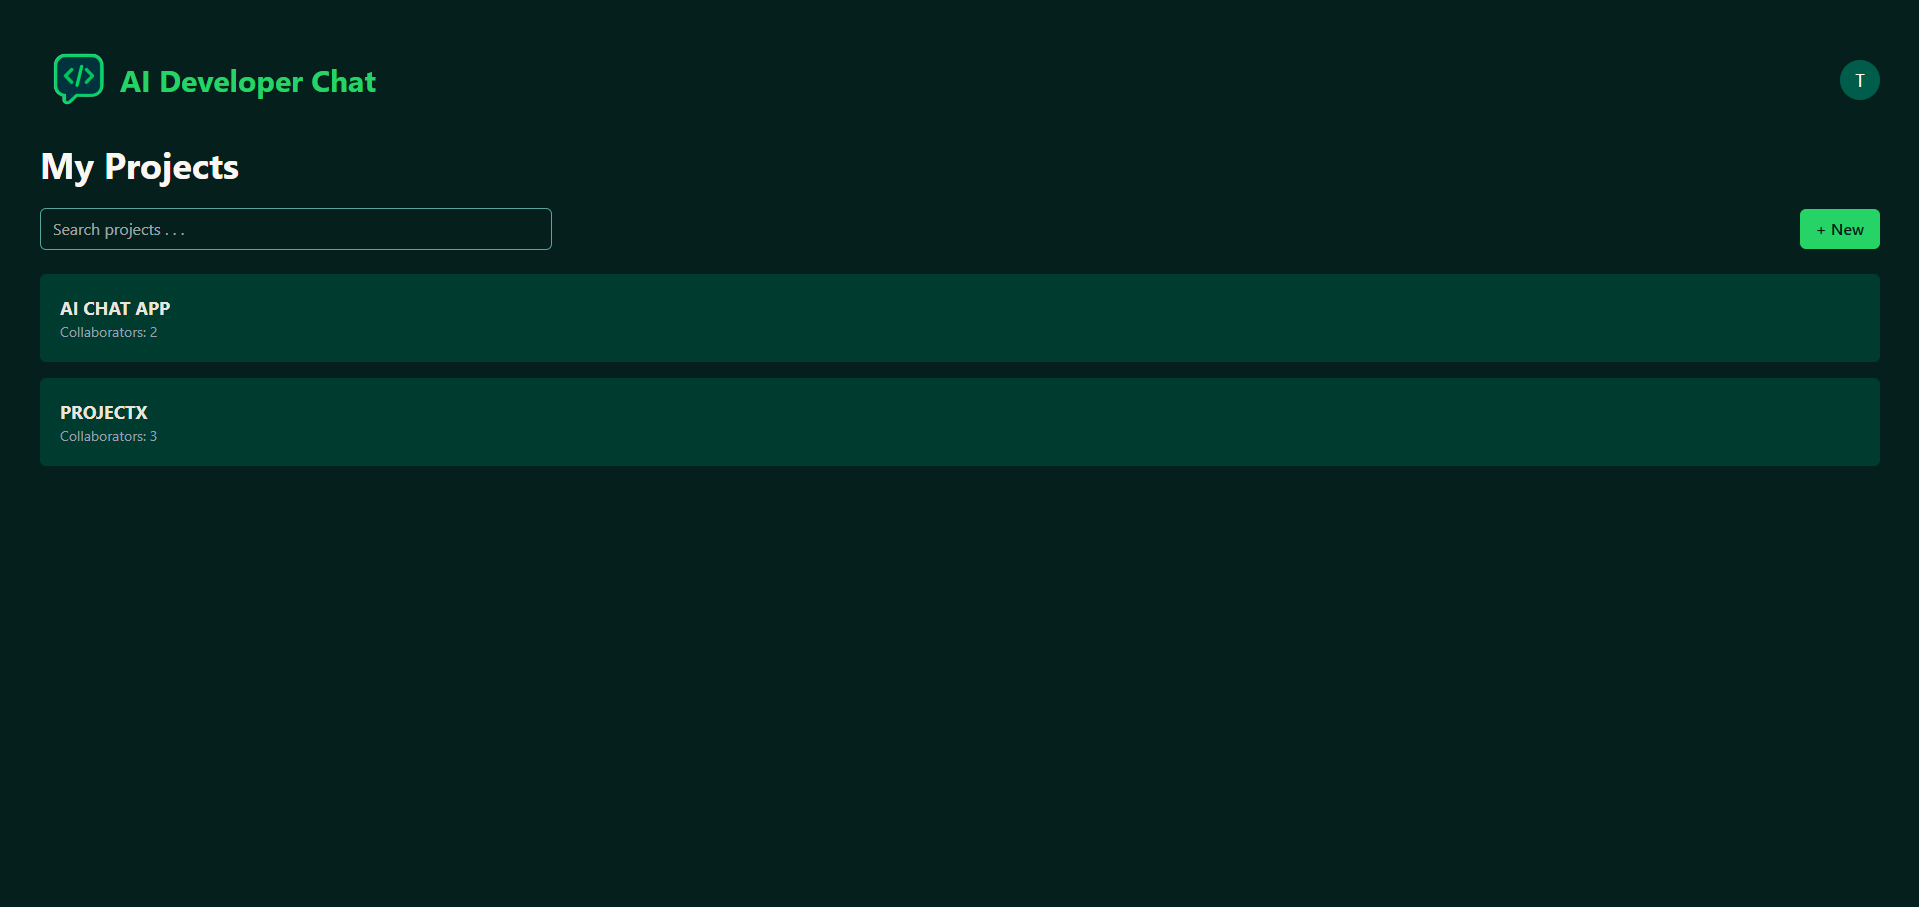 </> AI Developer Chat
T
My Projects
Search projects . . .
+ New
AI CHAT APP
Collaborators: 2
PROJECTX
Collaborators: 3